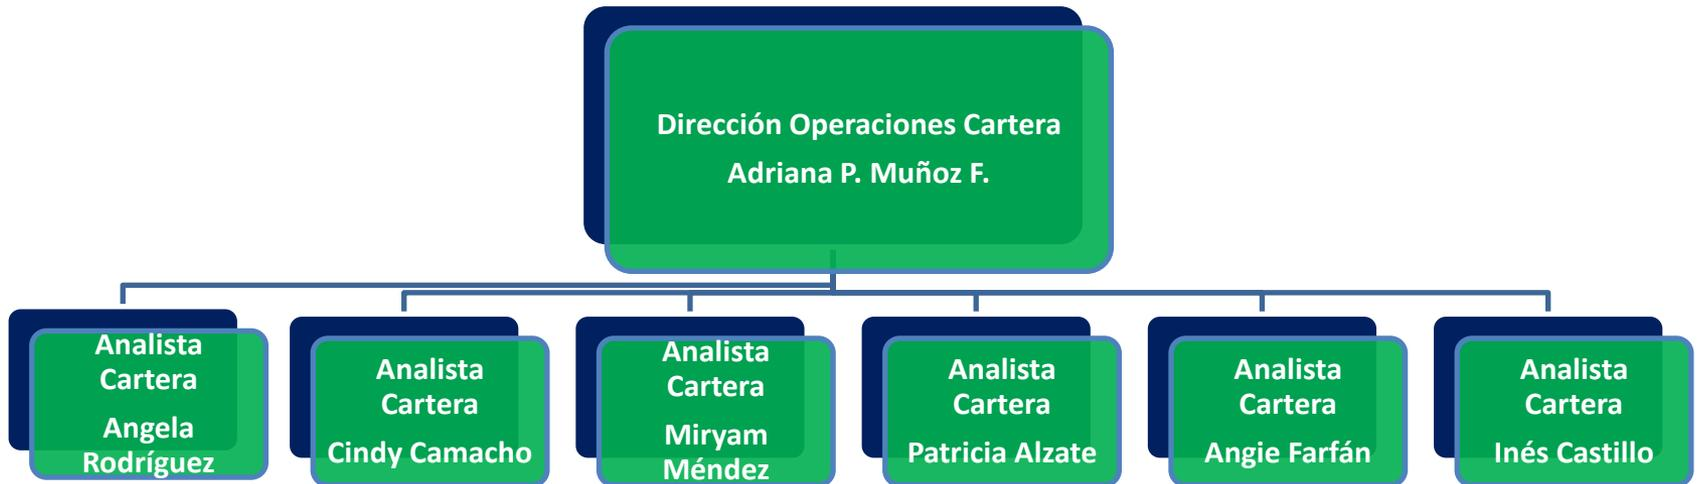 Dirección Operaciones Cartera
Adriana P. Muñoz F.
Analista
Cartera
Angela
Rodríguez
Analista
Cartera
Cindy Camacho
Analista
Cartera
Miryam
Méndez
Analista
Cartera
Patricia Alzate
Analista
Cartera
Angie Farfán
Analista
Cartera
Inés Castillo